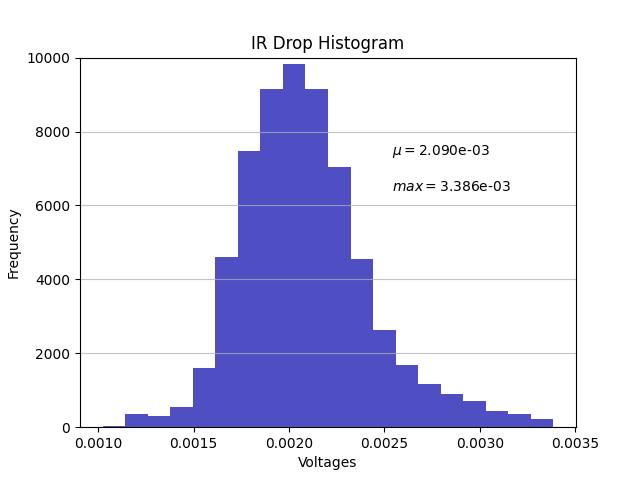 IR Drop Histogram
10000
8000
6000
4000
2000
0
Frequency
μ = 2.090e-03
max = 3.386e-03
0.0010 0.0015 0.0020 0.0025 0.0030 0.0035
Voltages